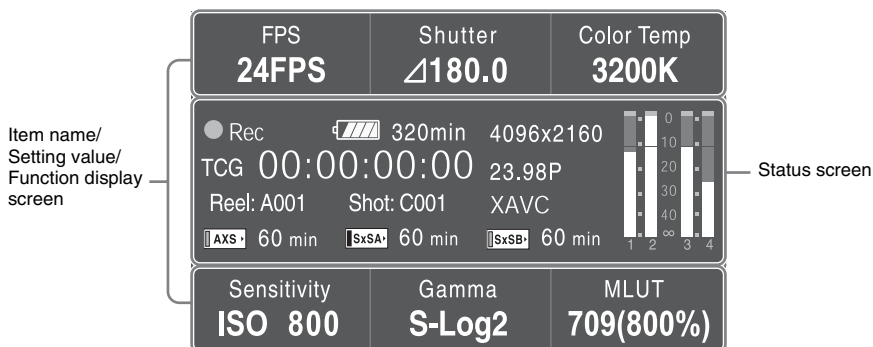 FPS Shutter Color Temp
24FPS ⊿180.0 3200K
Item name/
Setting value/
Function display
screen
Rec 320min 4096x2160
TCG 00:00:00:00 23.98P
Reel: A001 Shot: C001 XAVC
AXS 60 min SxSA 60 min SxSB 60 min
0
10
20
30
40
∞
1 2 3 4
Status screen
Sensitivity Gamma MLUT
ISO 800 S-Log2 709(800%)